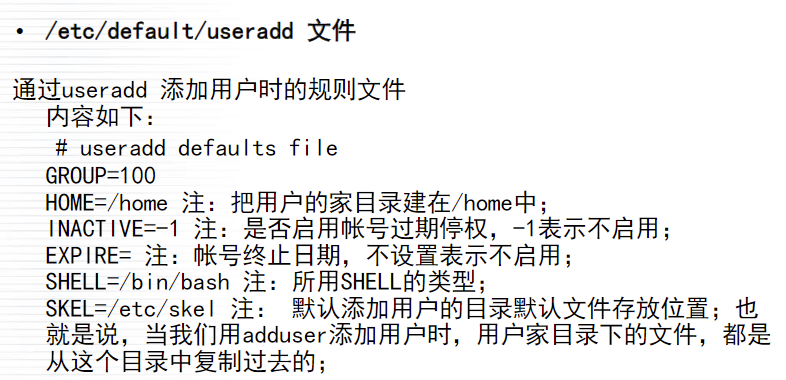 • /etc/default/useradd 文件
通过useradd 添加用户时的规则文件
内容如下：
# useradd defaults file
GROUP=100
HOME=/home 注：把用户的家目录建在/home中；
INACTIVE=-1 注：是否启用帐号过期停权，-1表示不启用；
EXPIRE= 注：帐号终止日期，不设置表示不启用；
SHELL=/bin/bash 注：所用SHELL的类型；
SKEL=/etc/skel 注： 默认添加用户的目录默认文件存放位置；也
就是说，当我们用adduser添加用户时，用户家目录下的文件，都是
从这个目录中复制过去的；